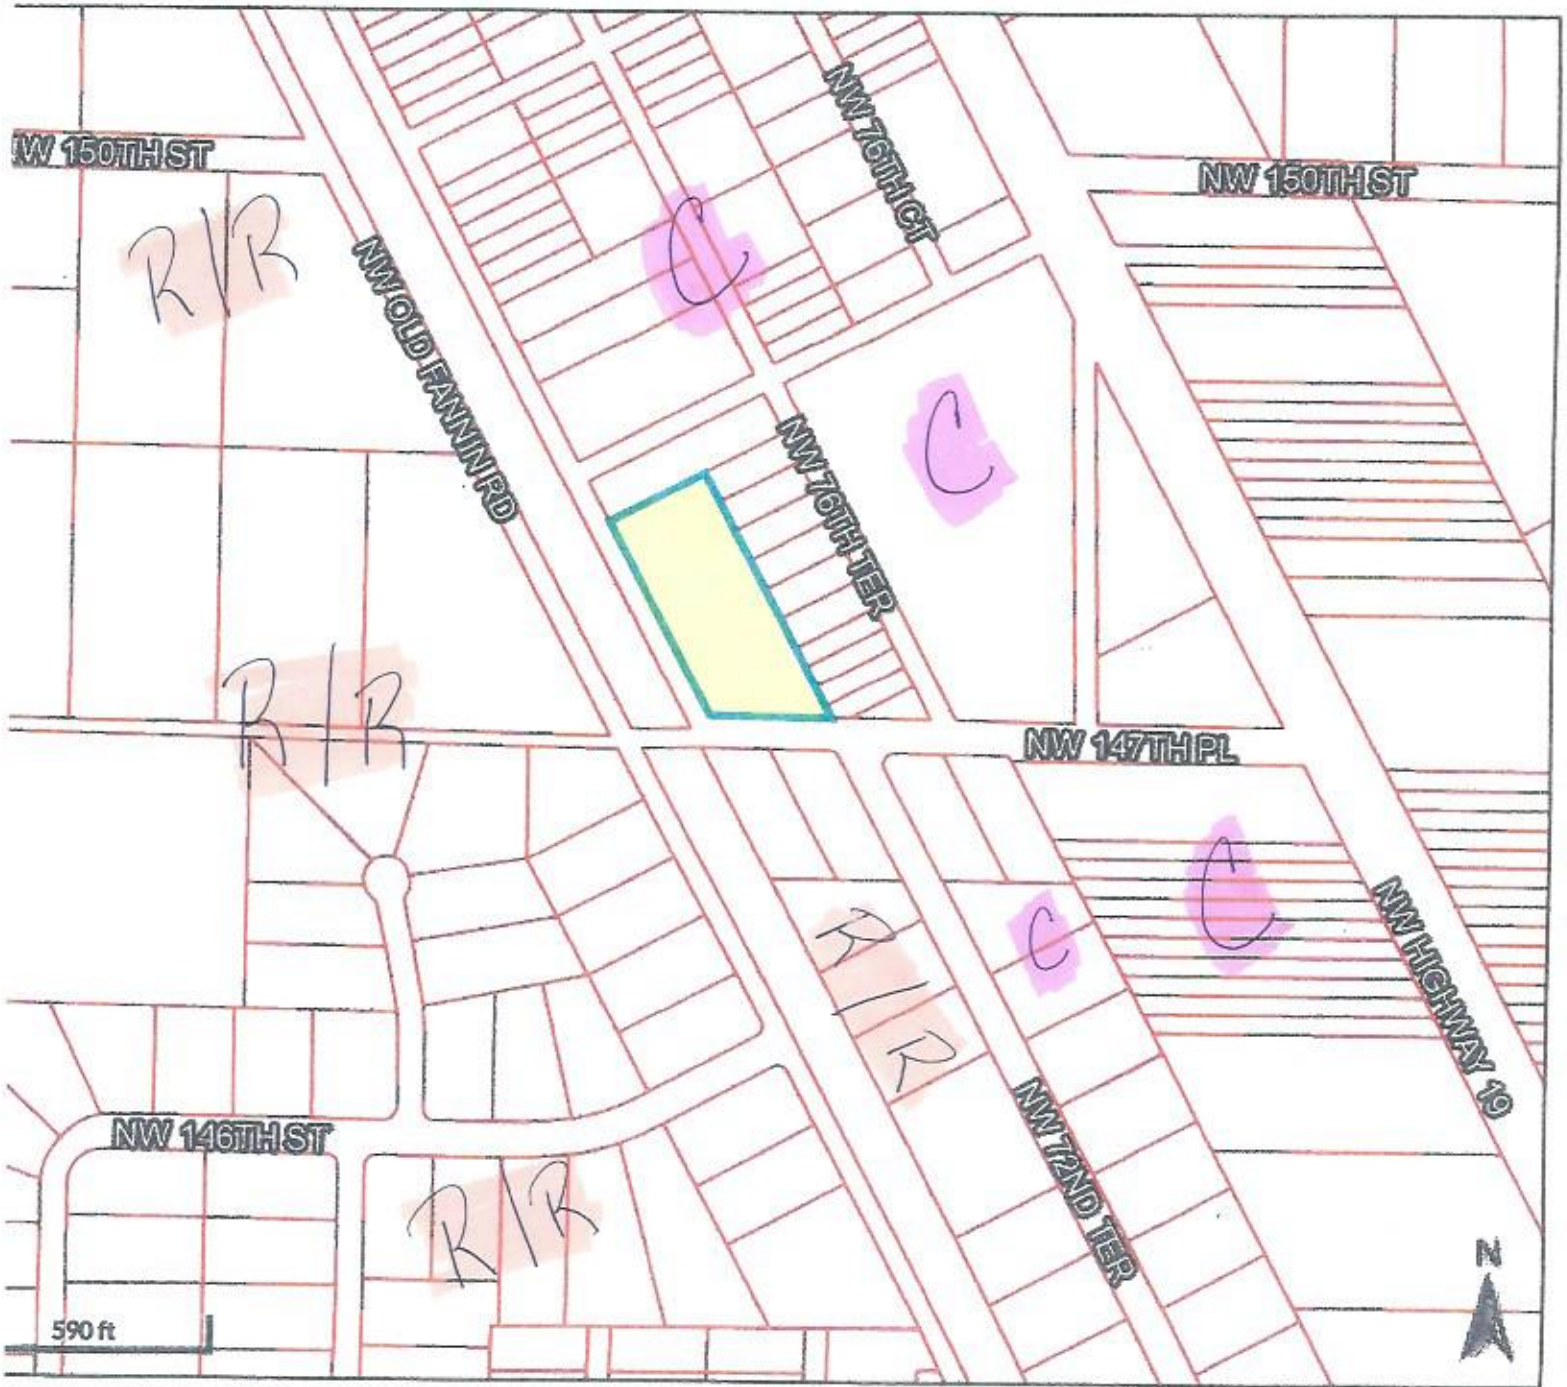 NW 76TH CT
NW 150TH ST
NW 150TH ST
R/R
C
NW OLD FANNIN RD
C
NW 76TH TER
R/R
NW 147TH PL
C
R/R
C
NW HIGHWAY 19
NW 146TH ST
NW 72ND TER
R/R
N
590 ft